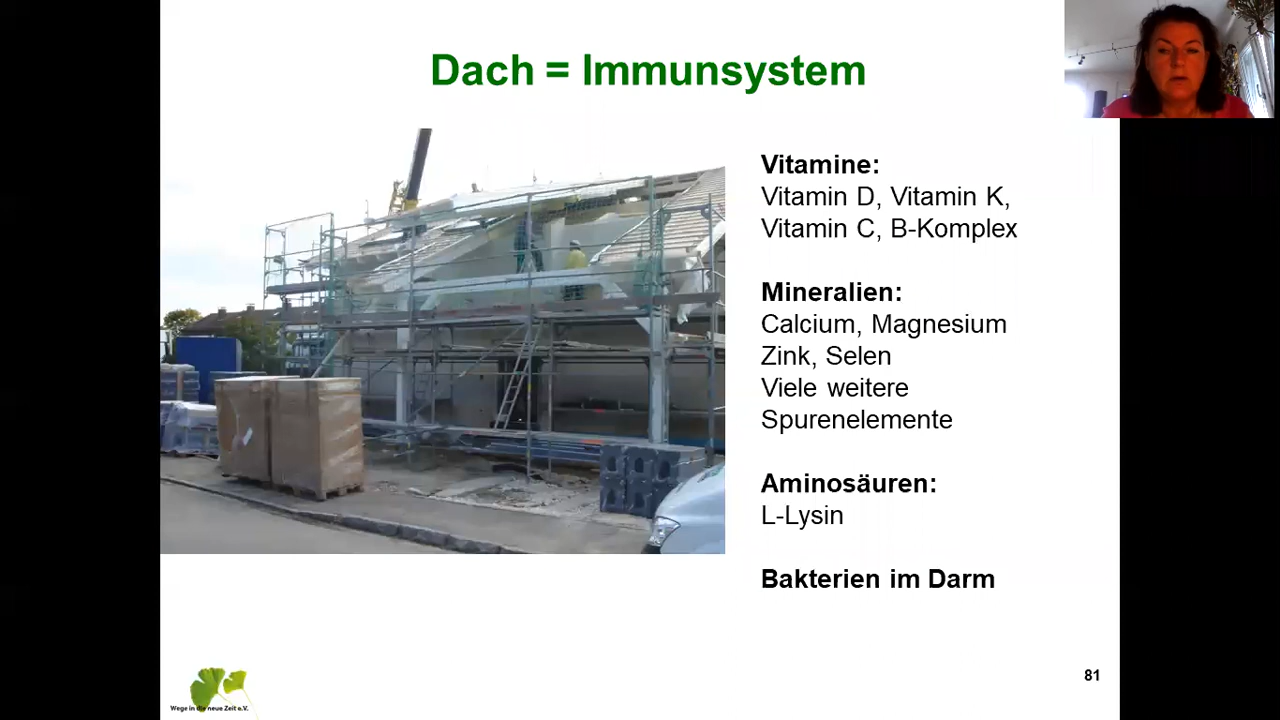 Dach = Immunsystem
Vitamine:
Vitamin D, Vitamin K,
Vitamin C, B-Komplex
Mineralien:
Calcium, Magnesium
Zink, Selen
Viele weitere
Spurenelemente
Aminosäuren:
L-Lysin
Bakterien im Darm
81
Wege in die neue Zeit e.V.